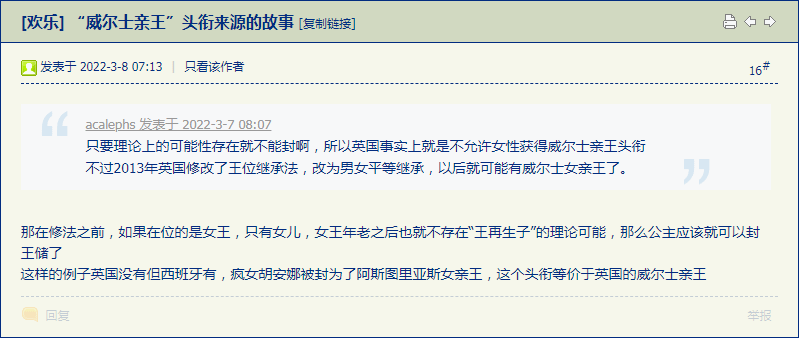 [欢乐] “威尔士亲王”头衔来源的故事 [复制链接]
发表于 2022-3-8 07:13 | 只看该作者
16#
acalephs 发表于 2022-3-7 08:07
只要理论上的可能性存在就不能封啊，所以英国事实上就是不允许女性获得威尔士亲王头衔
不过2013年英国修改了王位继承法，改为男女平等继承，以后就可能有威尔士女亲王了。
那在修法之前，如果在位的是女王，只有女儿，女王年老之后也就不存在“王再生子”的理论可能，那么公主应该就可以封
王储了
这样的例子英国没有但西班牙有，疯女胡安娜被封为了阿斯图里亚斯女亲王，这个头衔等价于英国的威尔士亲王
回复
举报